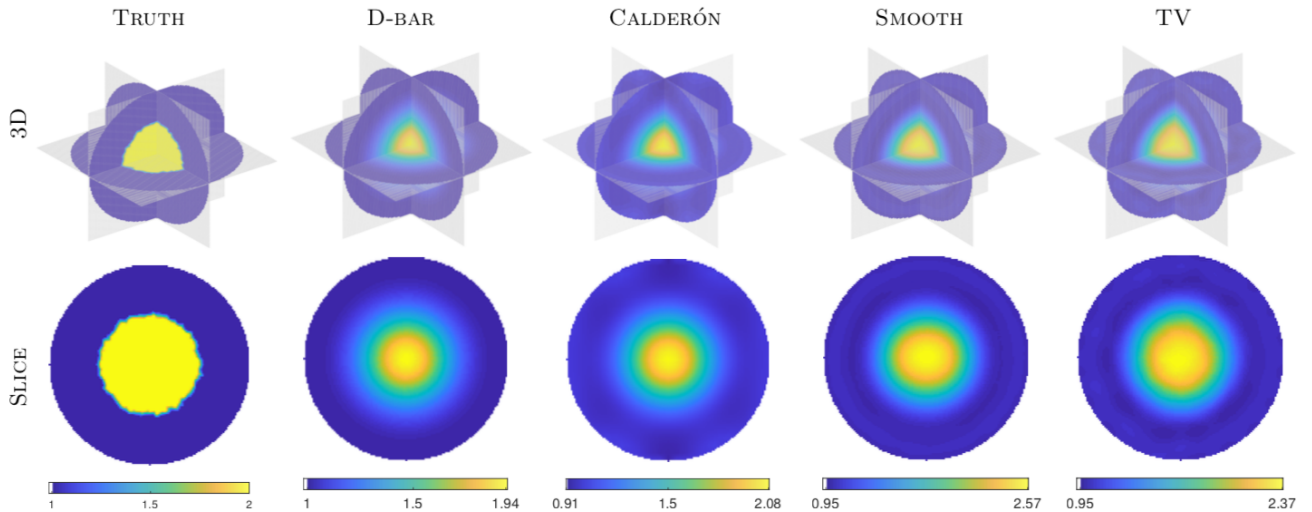 TRUTH D-BAR CALDERÓN SMOOTH TV
3D
SLICE
1 1.5 2 1 1.5 1.94 0.91 1.5 2.08 0.95 2.57 0.95 2.37